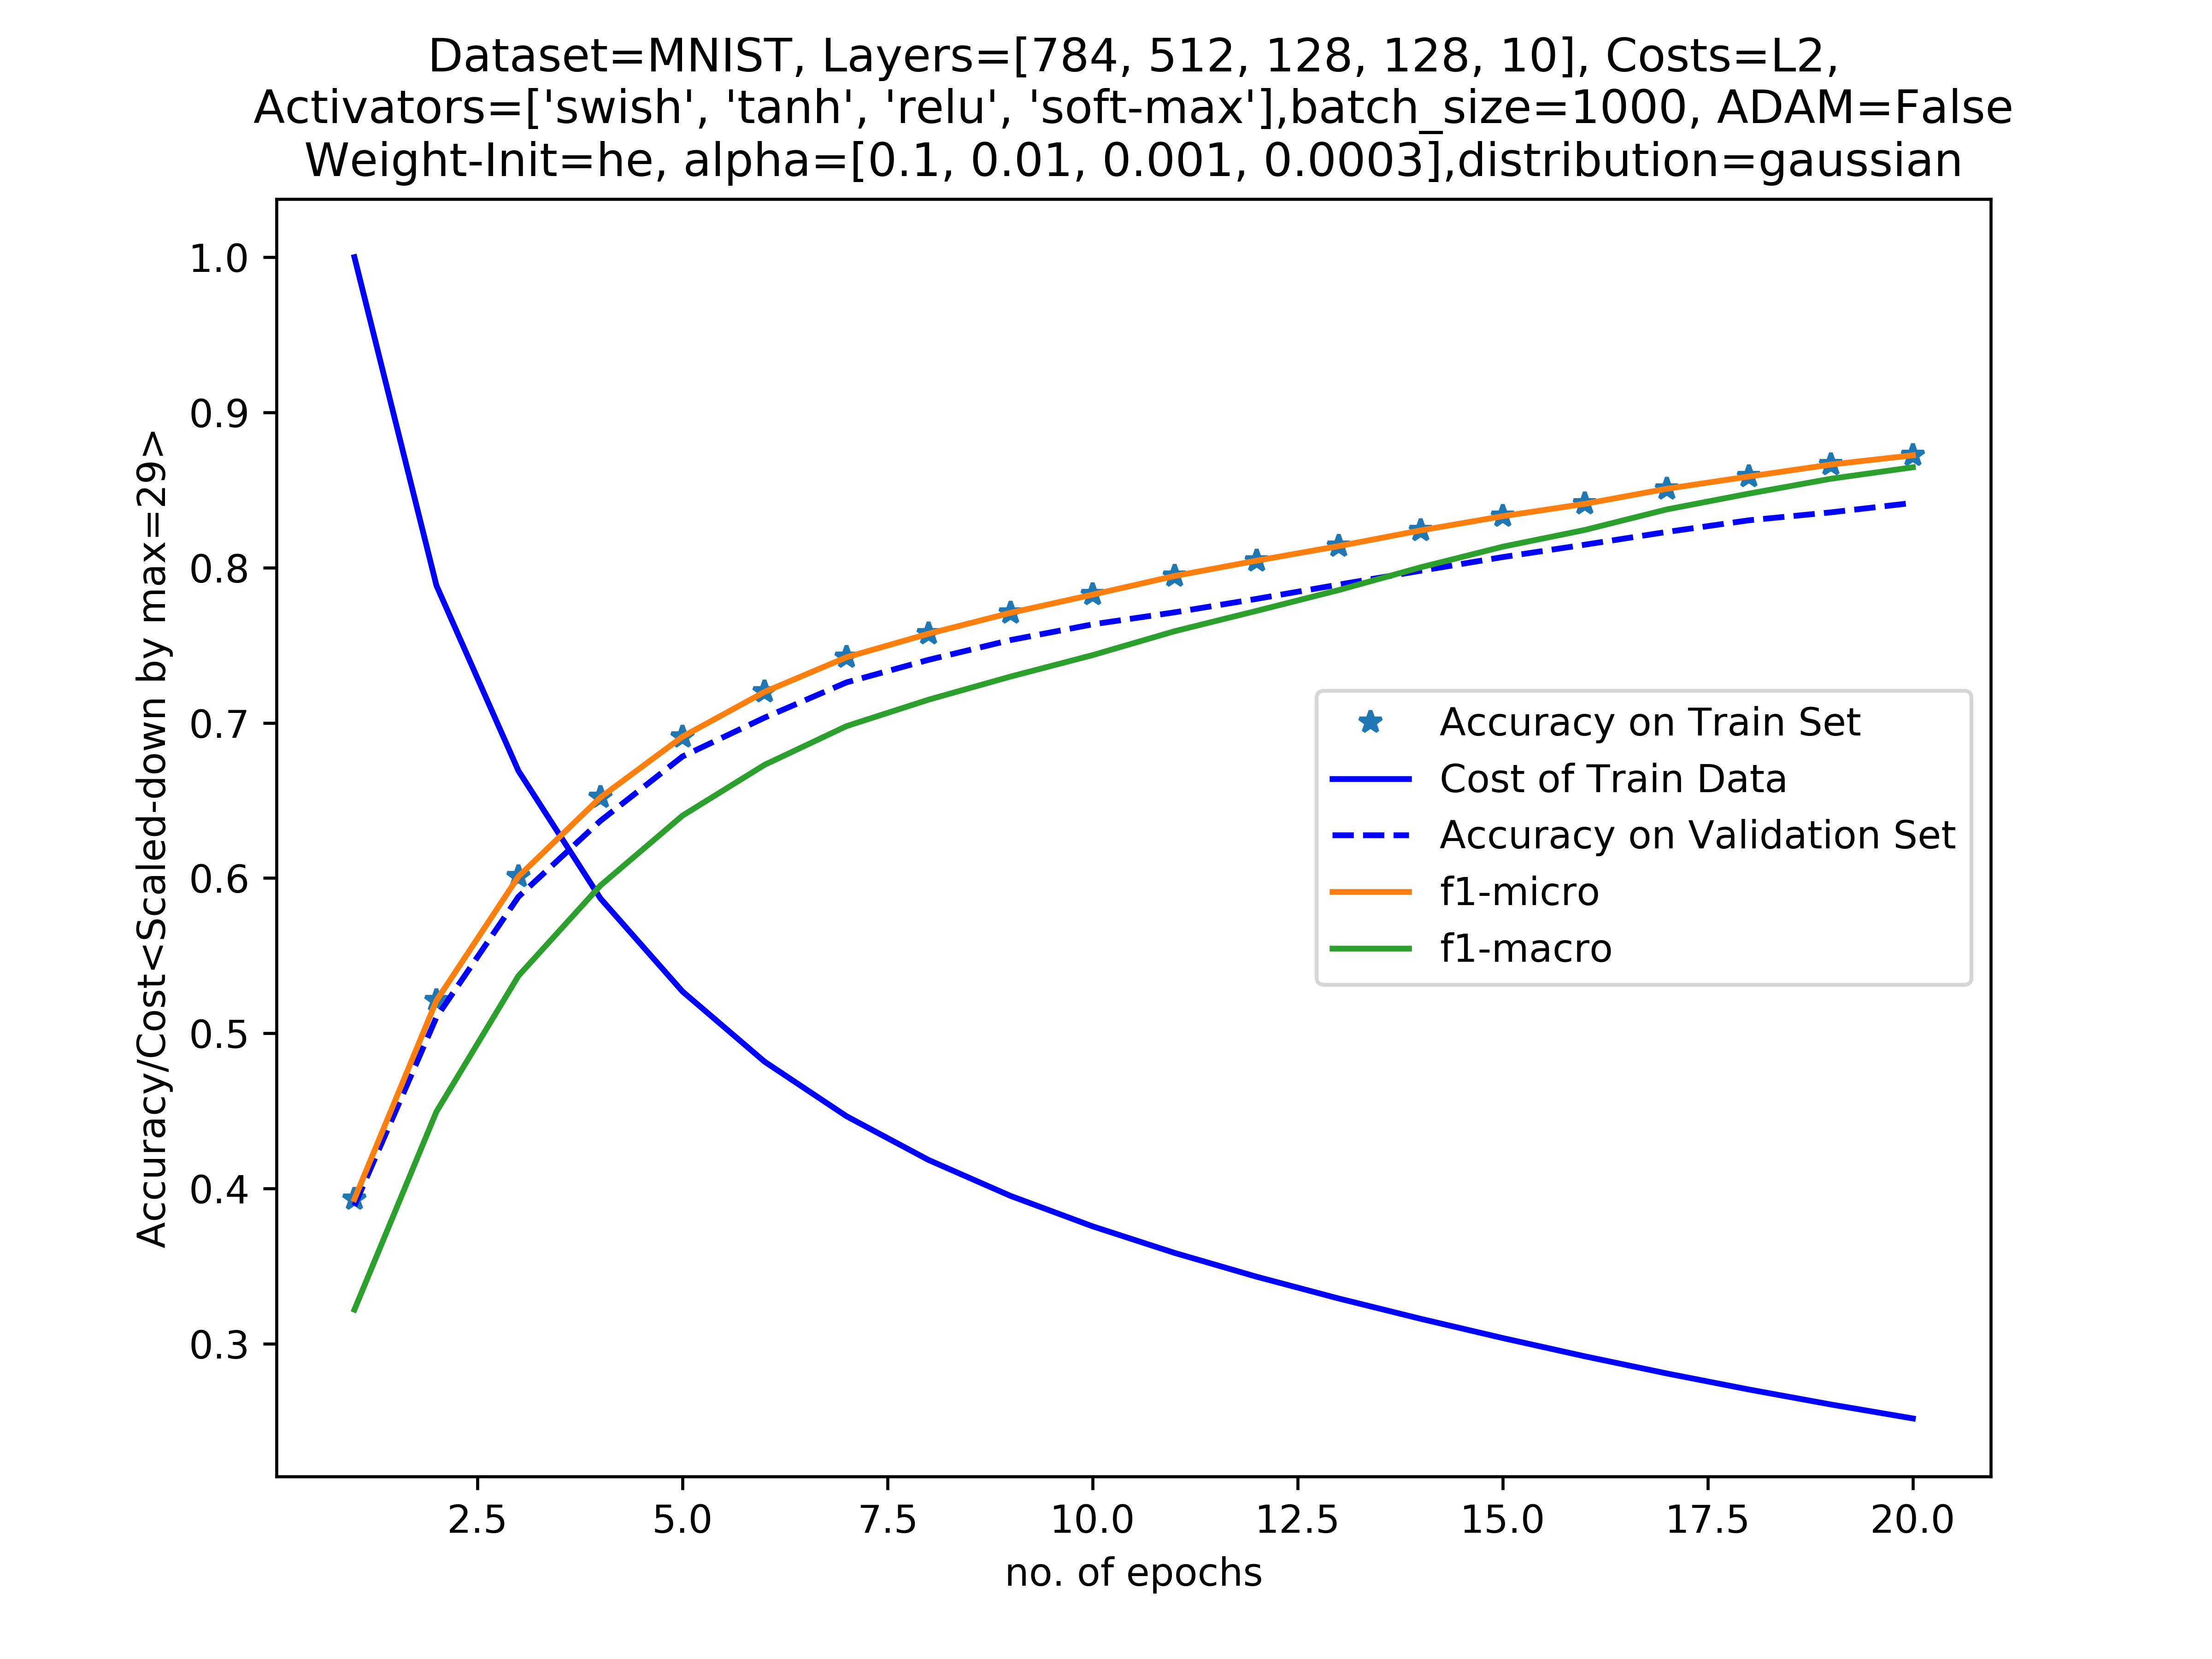 Dataset=MNIST, Layers=[784, 512, 128, 128, 10], Costs=L2,
Activators=['swish', 'tanh', 'relu', 'soft-max'],batch_size=1000, ADAM=False
Weight-Init=he, alpha=[0.1, 0.01, 0.001, 0.0003],distribution=gaussian
Accuracy/Cost<Scaled-down by max=29>
1.0
0.9
0.8
0.7
0.6
0.5
0.4
0.3
Accuracy on Train Set
Cost of Train Data
Accuracy on Validation Set
f1-micro
f1-macro
2.5 5.0 7.5 10.0 12.5 15.0 17.5 20.0
no. of epochs